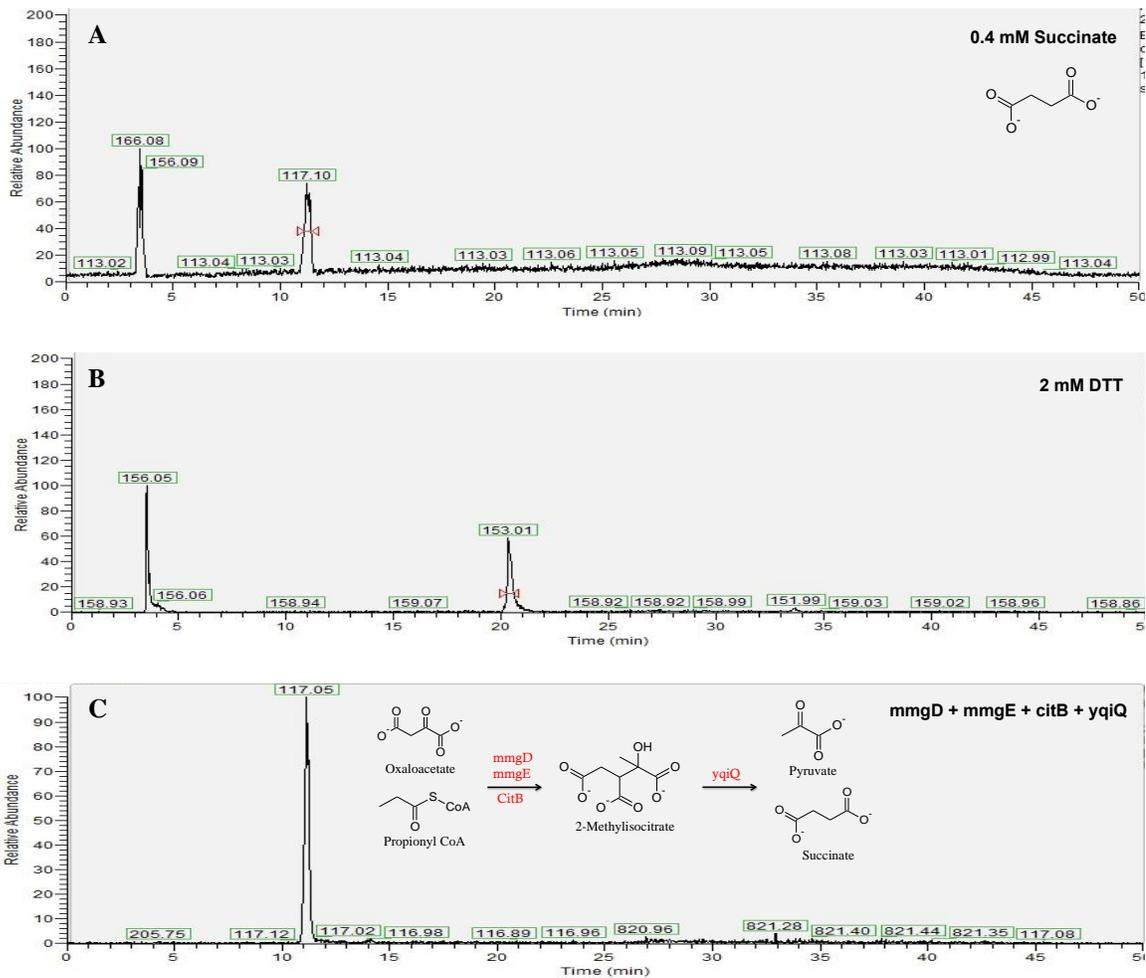 A
0.4 mM Succinate
Relative Abundance
200
180
160
140
120
100
80
60
40
20
0
166.08
156.09
117.10
113.02
113.04
113.03
113.04
113.03
113.06
113.05
113.09
113.05
113.08
113.03
113.01
112.99
113.04
O
O
O-
O-
0 5 10 15 20 25 30 35 40 45 50
Time (min)
B
2 mM DTT
Relative Abundance
200
180
160
140
120
100
80
60
40
20
0
156.05
153.01
158.93
156.06
158.94
159.07
158.92
158.92
158.99
151.99
159.03
159.02
158.96
158.86
0 5 10 15 20 25 30 35 40 45 5
Time (min)
C
mmgD + mmgE + citB + yqiQ
Relative Abundance
100
90
80
70
60
50
40
30
20
10
0
117.05
O O O- O- O
Oxaloacetate
S CoA
O
Propionyl CoA
mmgD
mmgE
CitB
OH
O O O- O- O- O
2-Methylisocitrate
yqiQ
O O- O
Pyruvate
O O O- O-
Succinate
205.75
117.12
117.02
116.98
116.89
116.96
820.96
821.28
821.40
821.44
821.35
117.08
0 5 10 15 20 25 30 35 40 45 50
Time (min)